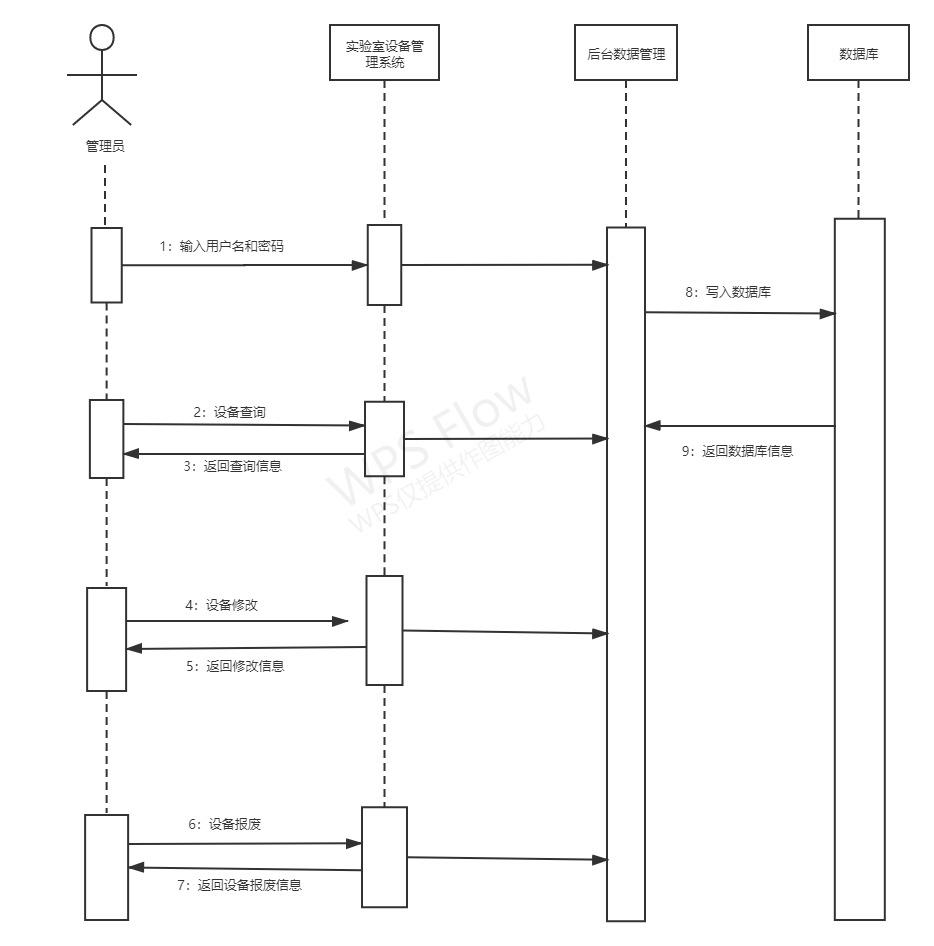 实验室设备管
理系统
后台数据管理
数据库
管理员
1：输入用户名和密码
8：写入数据库
2：设备查询
3：返回查询信息
9：返回数据库信息
WPS Flow
WPS仅提供作图能力
4：设备修改
5：返回修改信息
6：设备报废
7：返回设备报废信息